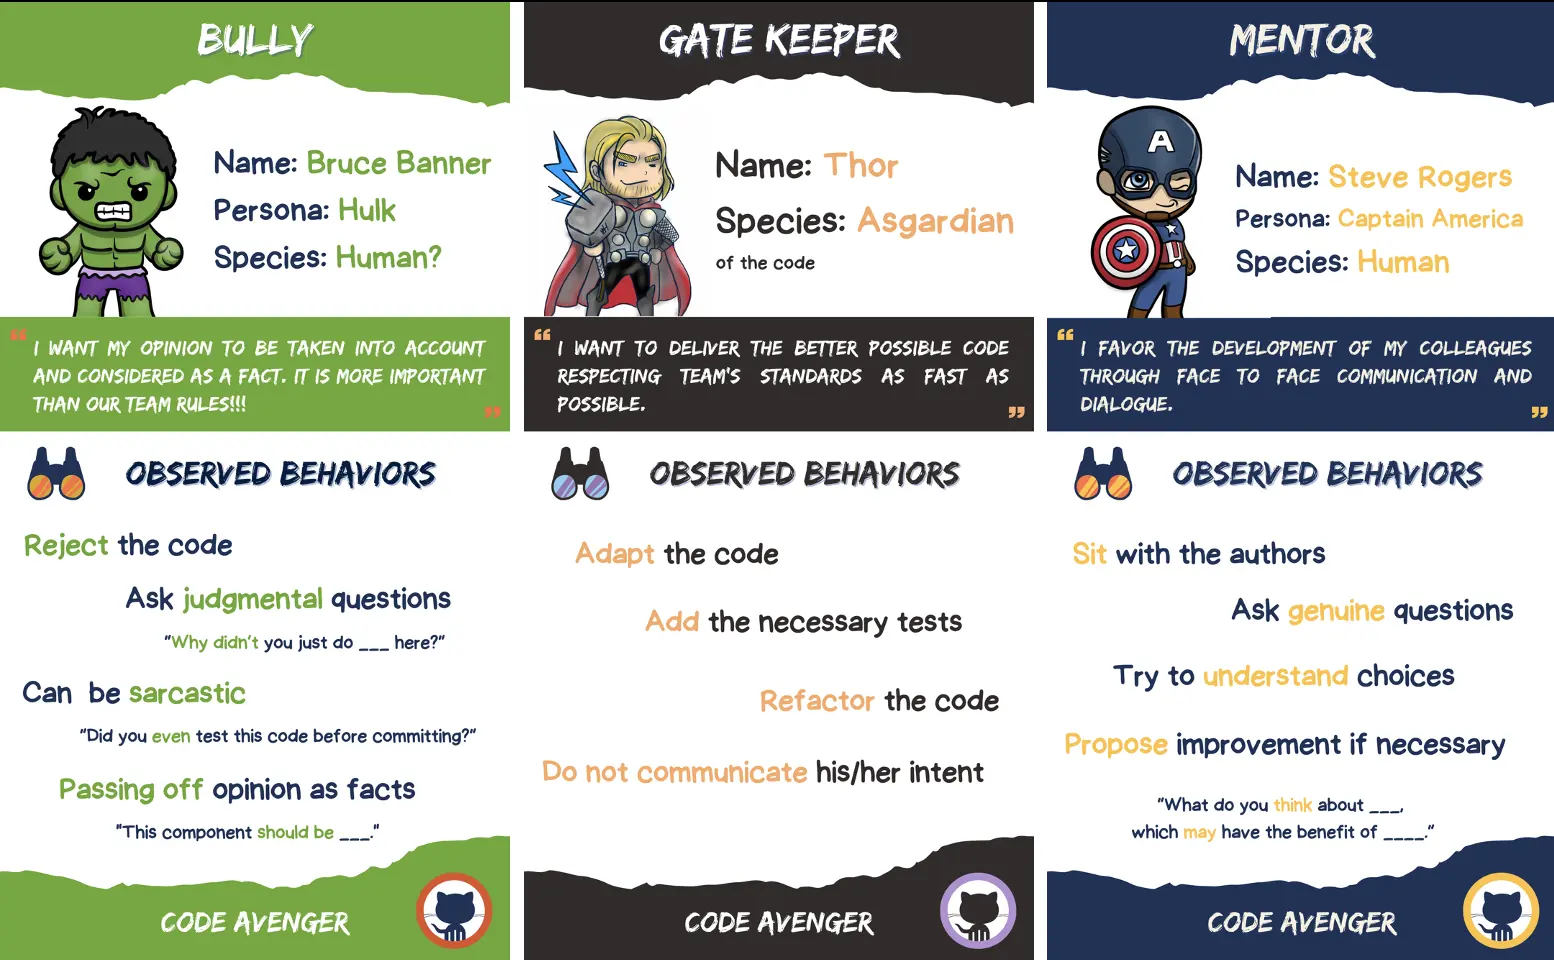 BULLY
Name: Bruce Banner
Persona: Hulk
Species: Human?
“
I WANT MY OPINION TO BE TAKEN INTO ACCOUNT
AND CONSIDERED AS A FACT. IT IS MORE IMPORTANT
THAN OUR TEAM RULES!!!
”
OBSERVED BEHAVIORS
Reject the code
Ask judgmental questions
"Why didn't you just do ___ here?"
Can be sarcastic
"Did you even test this code before committing?"
Passing off opinion as facts
"This component should be ___."
CODE AVENGER
GATE KEEPER
Name: Thor
Species: Asgardian
of the code
“
I WANT TO DELIVER THE BETTER POSSIBLE CODE
RESPECTING TEAM'S STANDARDS AS FAST AS
POSSIBLE.
”
OBSERVED BEHAVIORS
Adapt the code
Add the necessary tests
Refactor the code
Do not communicate his/her intent
CODE AVENGER
MENTOR
A
Name: Steve Rogers
Persona: Captain America
Species: Human
“
I FAVOR THE DEVELOPMENT OF MY COLLEAGUES
THROUGH FACE TO FACE COMMUNICATION AND
DIALOGUE.
”
OBSERVED BEHAVIORS
Sit with the authors
Ask genuine questions
Try to understand choices
Propose improvement if necessary
"What do you think about ___,
which may have the benefit of ____."
CODE AVENGER